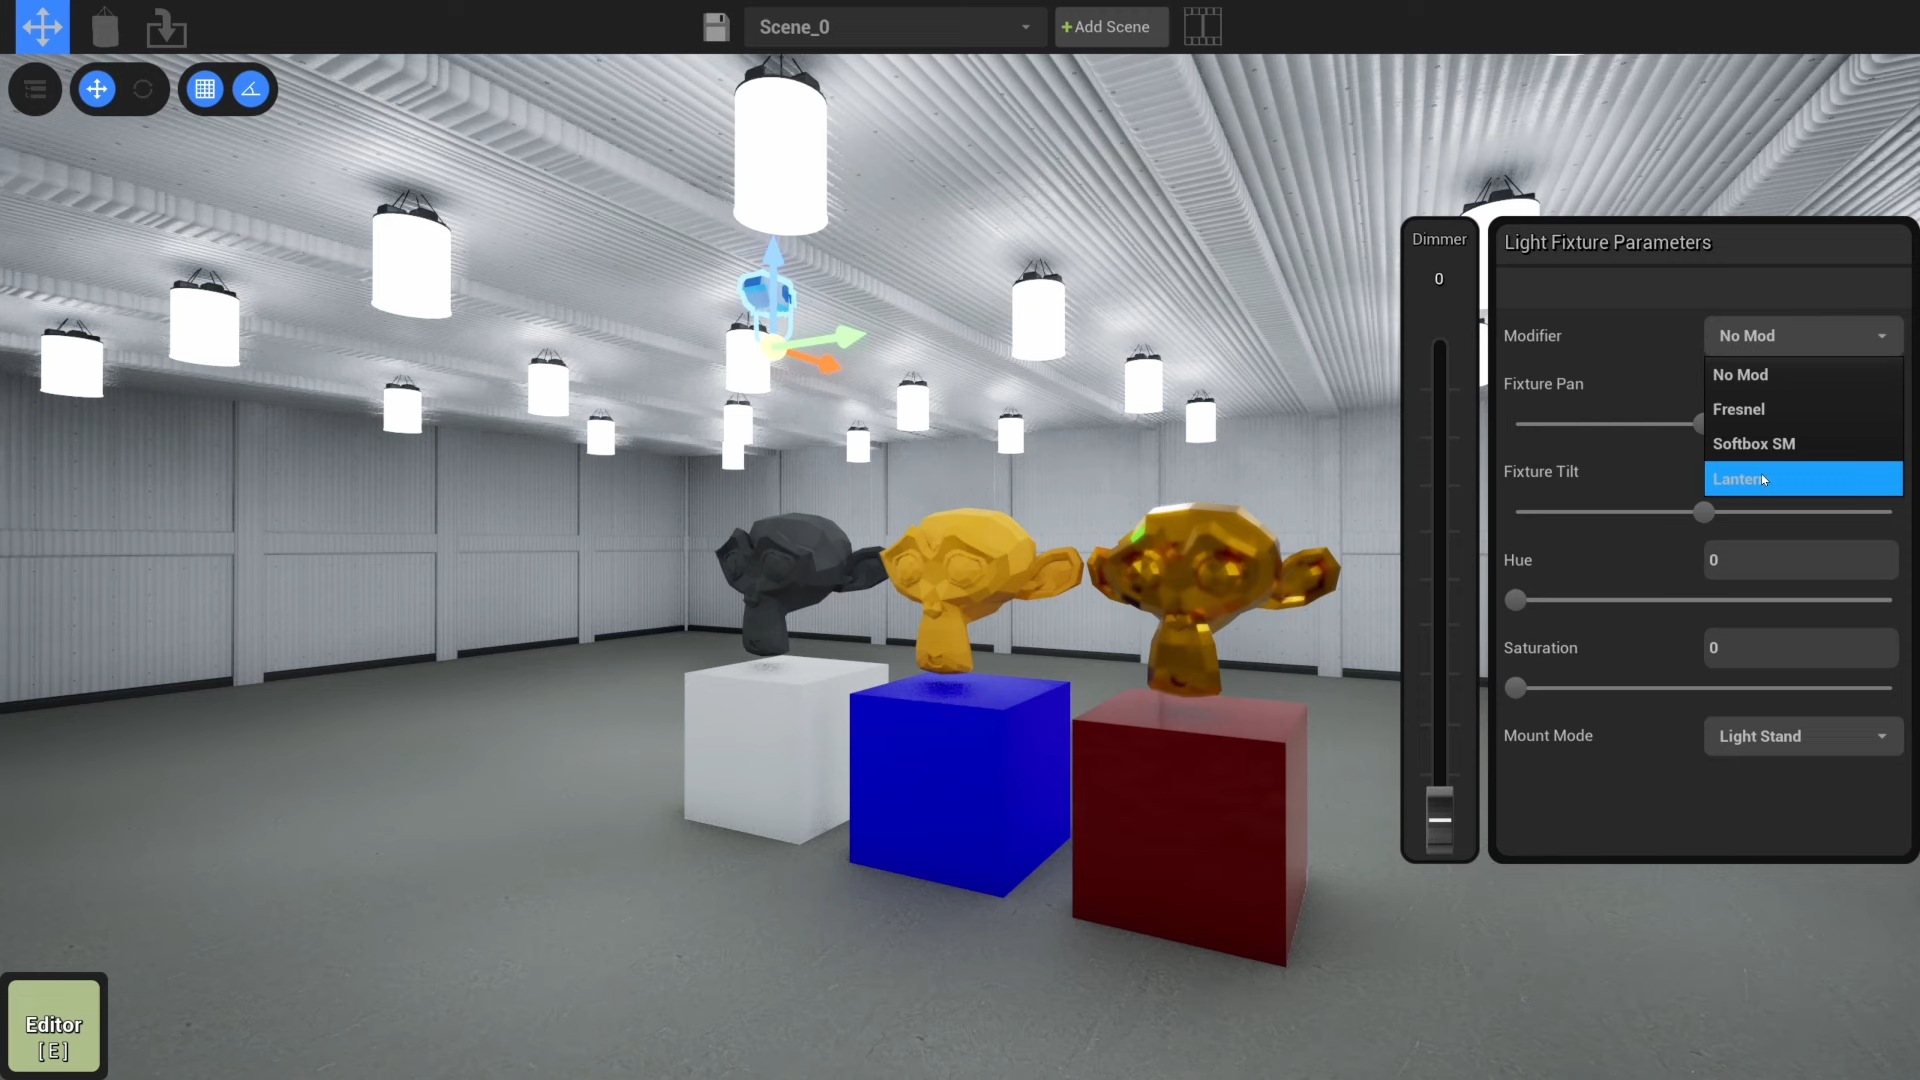 Scene_0
+Add Scene
Dimmer
0
Light Fixture Parameters
Modifier
No Mod
No Mod
Fresnel
Softbox SM
Lantern
Fixture Pan
Fixture Tilt
Hue
0
Saturation
0
Mount Mode
Light Stand
Editor
[E]